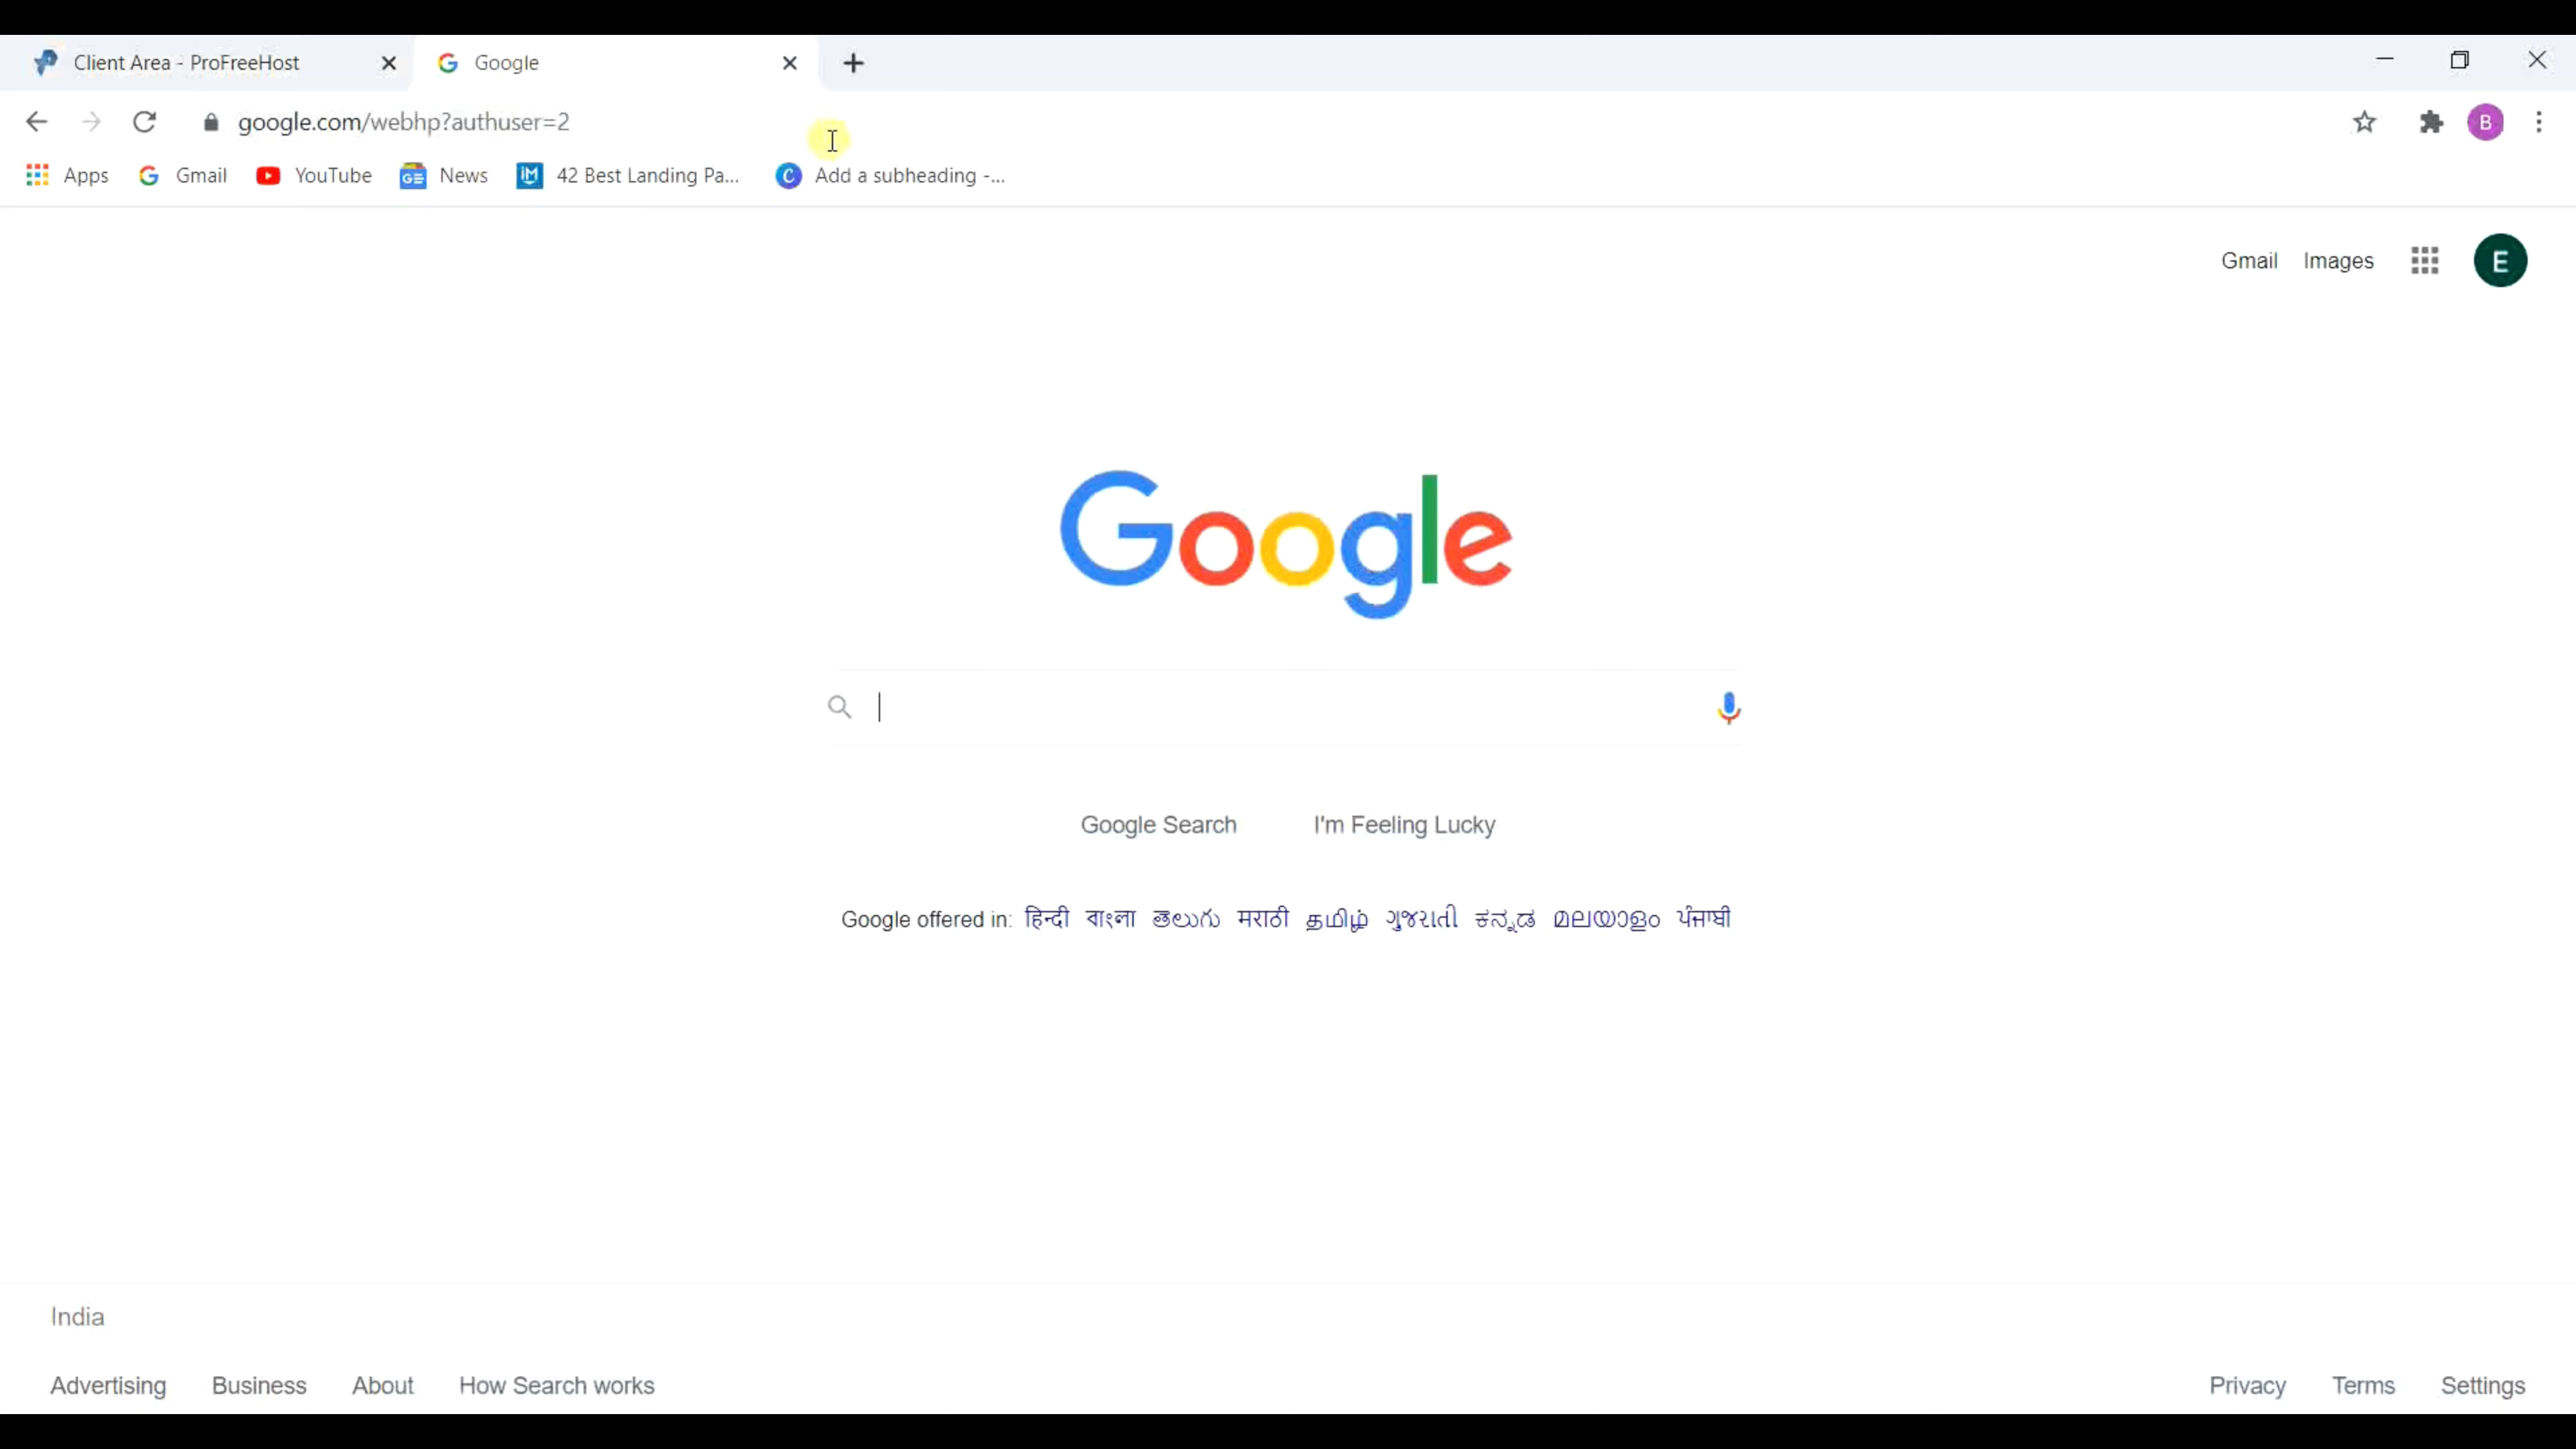 Client Area - ProFreeHost
Google
google.com/webhp?authuser=2
B
Apps Gmail YouTube News 42 Best Landing Pa... Add a subheading -...
Gmail Images E
Google
Google Search I'm Feeling Lucky
Google offered in: हिन्दी বাংলা తెలుగు मराठी தமிழ் ગુજરાતી ಕನ್ನಡ മലയാളം ਪੰਜਾਬੀ
India
Advertising Business About How Search works Privacy Terms Settings